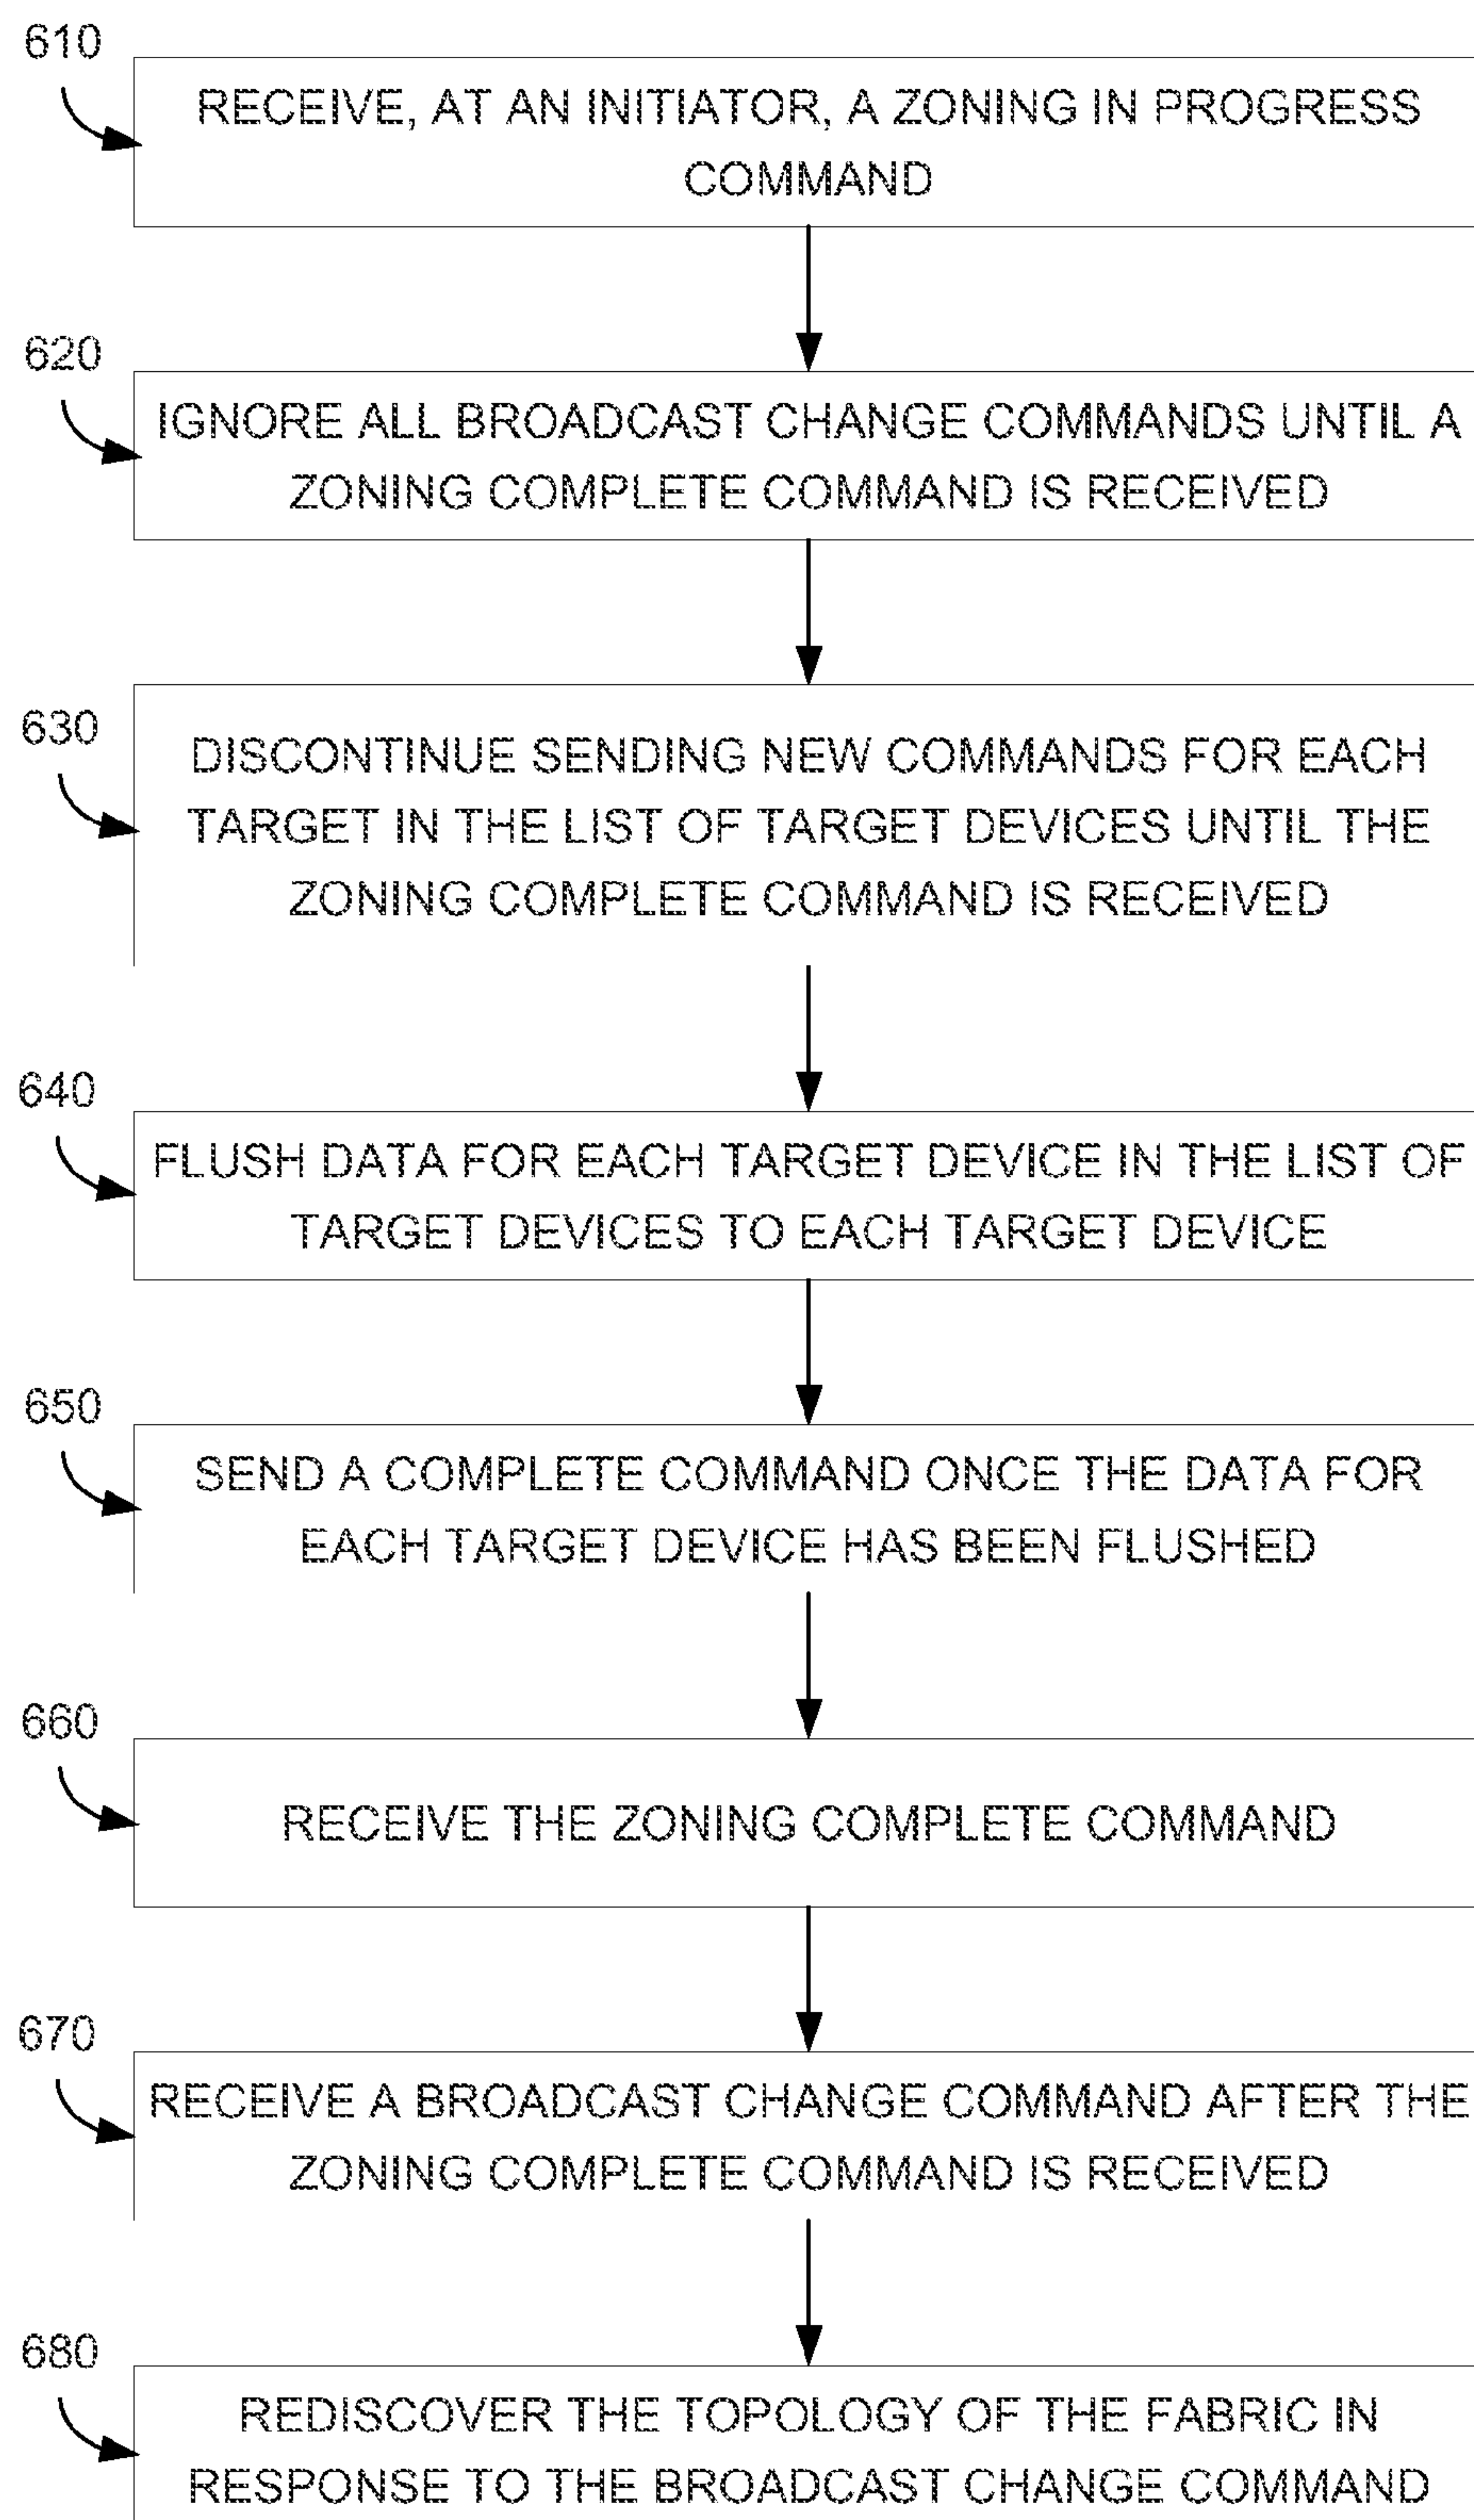 610
RECEIVE, AT AN INITIATOR, A ZONING IN PROGRESS
COMMAND
620
IGNORE ALL BROADCAST CHANGE COMMANDS UNTIL A
ZONING COMPLETE COMMAND IS RECEIVED
630
DISCONTINUE SENDING NEW COMMANDS FOR EACH
TARGET IN THE LIST OF TARGET DEVICES UNTIL THE
ZONING COMPLETE COMMAND IS RECEIVED
640
FLUSH DATA FOR EACH TARGET DEVICE IN THE LIST OF
TARGET DEVICES TO EACH TARGET DEVICE
650
SEND A COMPLETE COMMAND ONCE THE DATA FOR
EACH TARGET DEVICE HAS BEEN FLUSHED
660
RECEIVE THE ZONING COMPLETE COMMAND
670
RECEIVE A BROADCAST CHANGE COMMAND AFTER THE
ZONING COMPLETE COMMAND IS RECEIVED
680
REDISCOVER THE TOPOLOGY OF THE FABRIC IN
RESPONSE TO THE BROADCAST CHANGE COMMAND